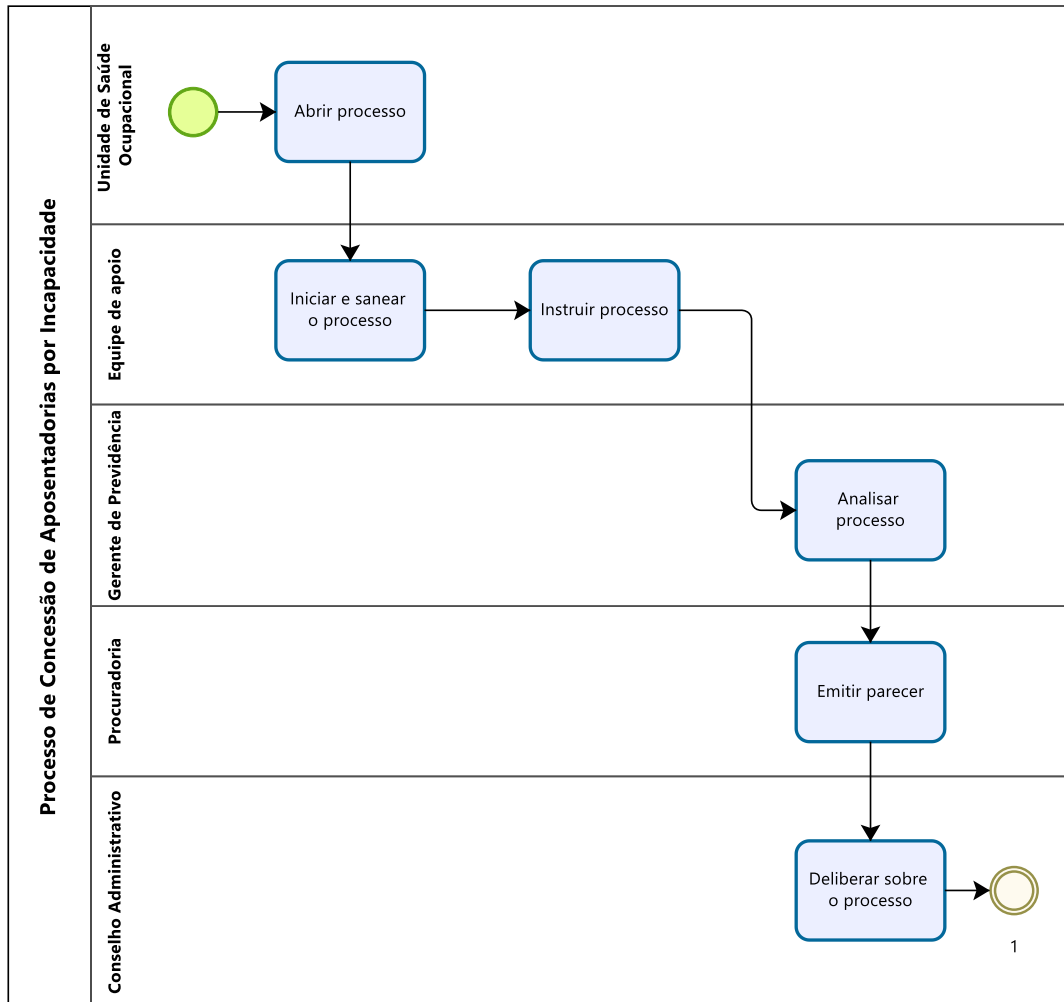 Processo de Concessão de Aposentadorias por Incapacidade
Unidade de Saúde
Ocupacional
Abrir processo
Equipe de apoio
Iniciar e sanear
o processo
Instruir processo
Gerente de Previdência
Analisar
processo
Procuradoria
Emitir parecer
Conselho Administrativo
Deliberar sobre
o processo
1